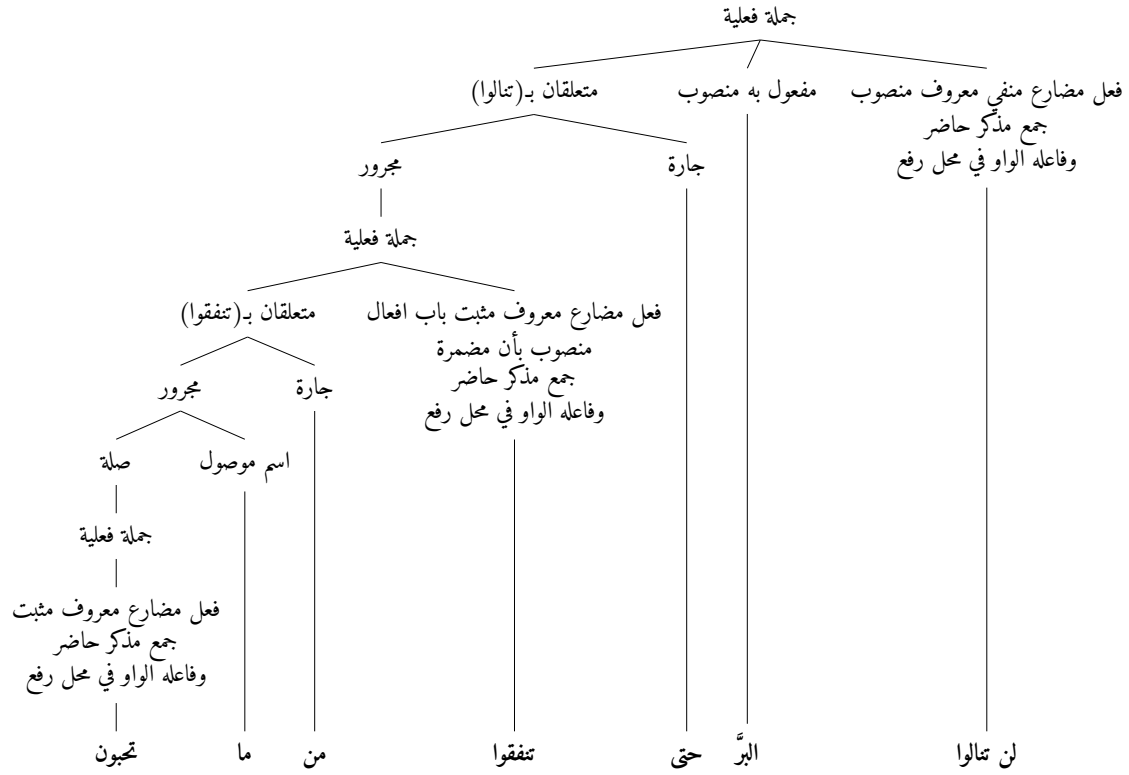 جملة فعلية
فعل مضارع منفي معروف منصوب
جمع مذكر حاضر
وفاعله الواو في محل رفع
مفعول به منصوب
متعلقان بـ(تنالوا)
جارة
مجرور
جملة فعلية
فعل مضارع معروف مثبت باب افعال
منصوب بأن مضمرة
جمع مذكر حاضر
وفاعله الواو في محل رفع
متعلقان بـ(تنفقوا)
جارة
مجرور
اسم موصول
صلة
جملة فعلية
فعل مضارع معروف مثبت
جمع مذكر حاضر
وفاعله الواو في محل رفع
لن تنالوا البرَّ حتى تنفقوا من ما تحبون